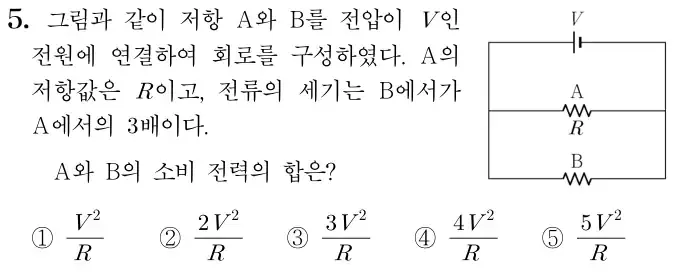 5. 그림과 같이 저항 A와 B를 전압이 V인
전원에 연결하여 회로를 구성하였다. A의
저항값은 R이고, 전류의 세기는 B에서가
A에서의 3배이다.
A와 B의 소비 전력의 합은?
V
A
R
B
① V²/R ② 2V²/R ③ 3V²/R ④ 4V²/R ⑤ 5V²/R